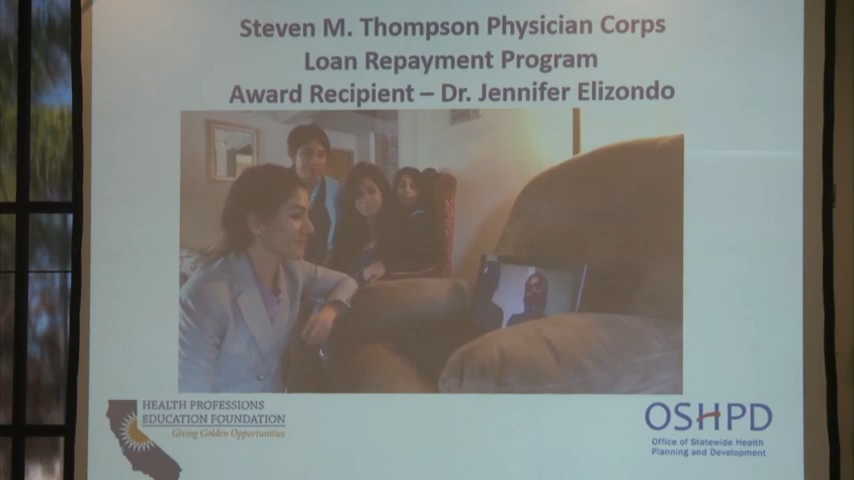 Steven M. Thompson Physician Corps
Loan Repayment Program
Award Recipient – Dr. Jennifer Elizondo
HEALTH PROFESSIONS
EDUCATION FOUNDATION
Giving Golden Opportunities
OSHPD
Office of Statewide Health
Planning and Development